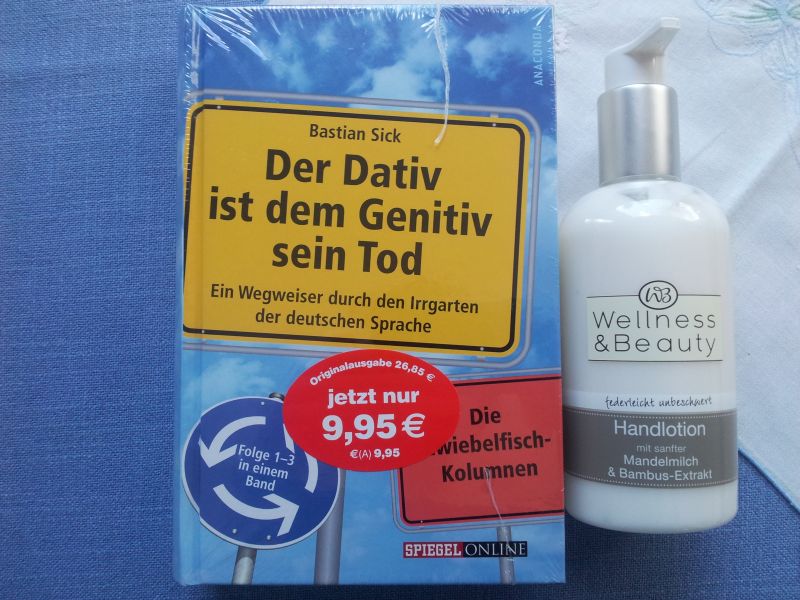 ANACONDA
Bastian Sick
Der Dativ
ist dem Genitiv
sein Tod
Ein Wegweiser durch den Irrgarten
der deutschen Sprache
Originalausgabe 26,85 €
jetzt nur
9,95 €
€(A) 9,95
Folge 1–3
in einem
Band
Die
wiebelfisch-
Kolumnen
SPIEGEL ONLINE
WB
Wellness
& Beauty
federleicht unbeschwert
Handlotion
mit sanfter
Mandelmilch
& Bambus-Extrakt